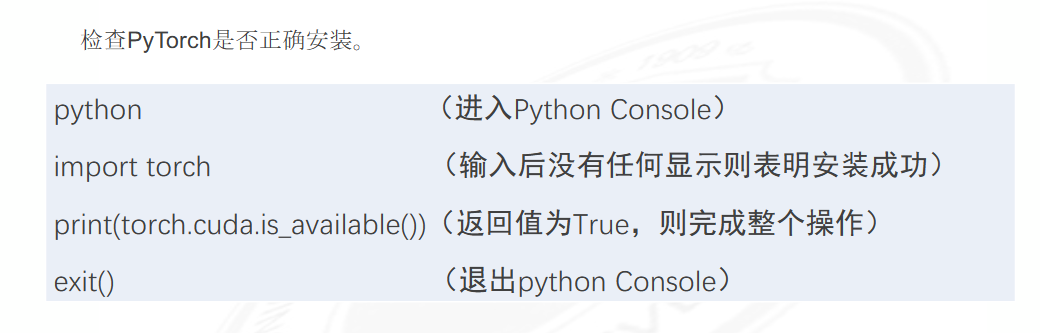 检查PyTorch是否正确安装。
python （进入Python Console）
import torch （输入后没有任何显示则表明安装成功）
print(torch.cuda.is_available())（返回值为True，则完成整个操作）
exit() （退出python Console）